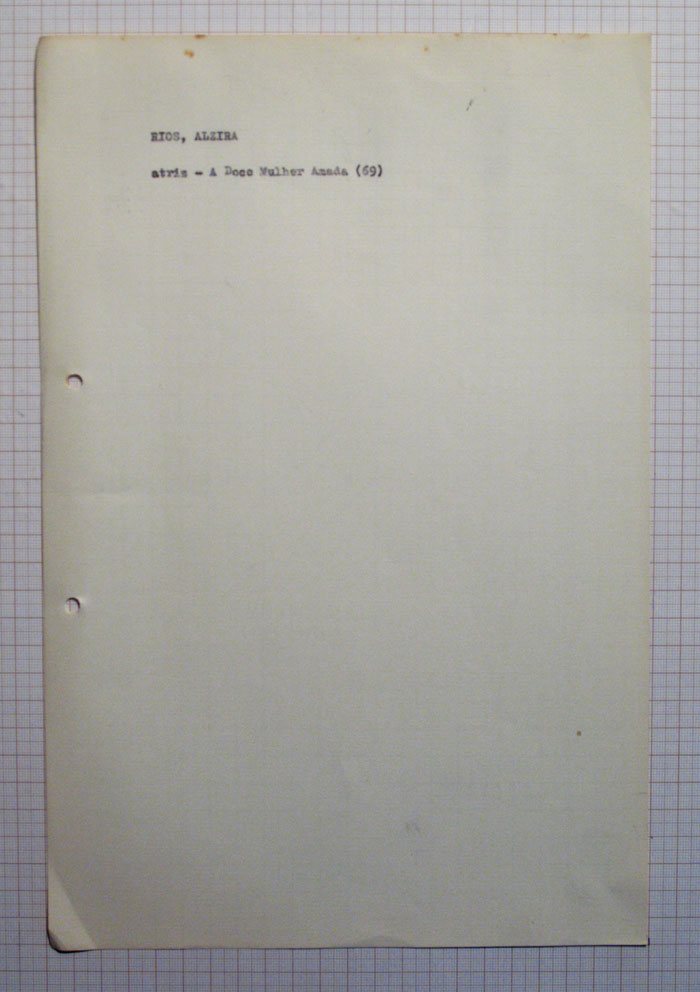 RIOS, ALZIRA
atriz - A Doce Mulher Amada (69)